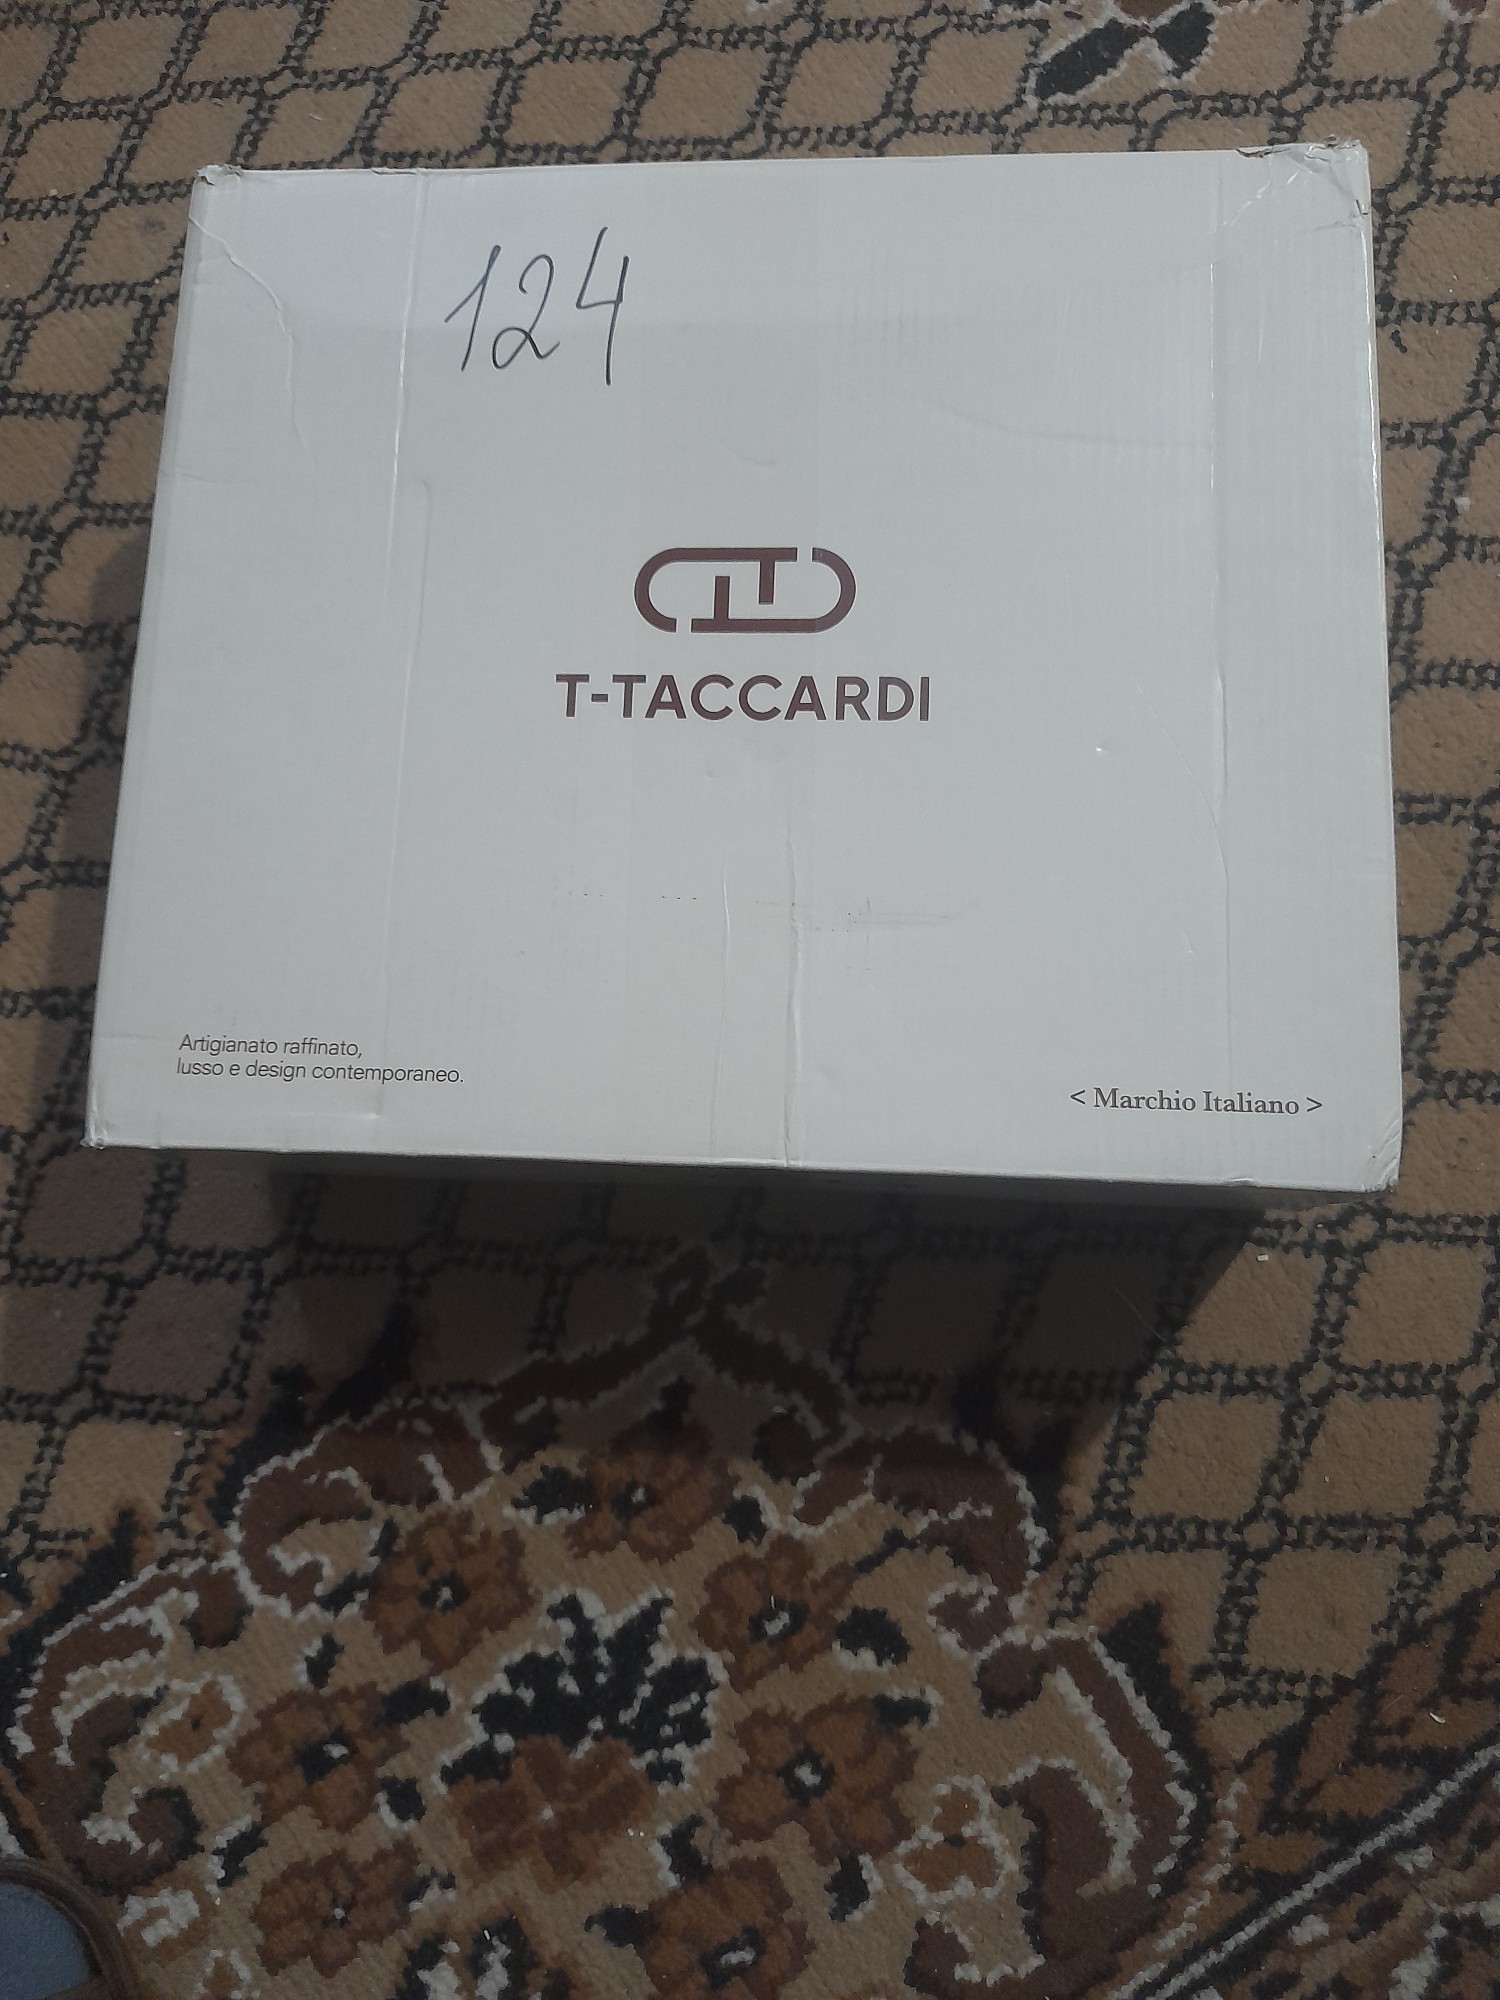 124
T-TACCARDI
Artigianato raffinato,
lusso e design contemporaneo.
< Marchio Italiano >